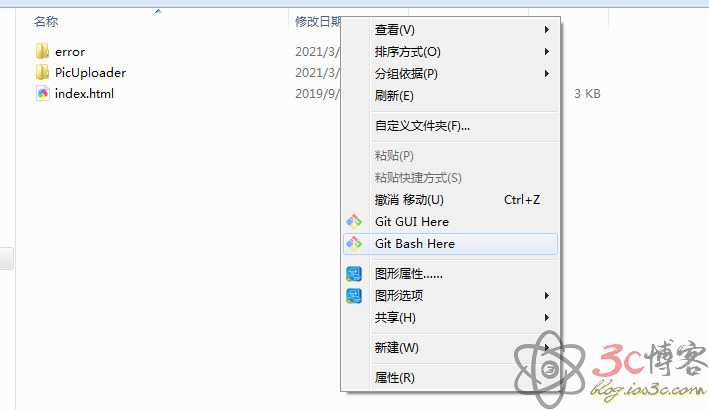 名称
修改日期
error
2021/3/
PicUploader
2021/3/
index.html
2019/9/
3 KB
查看(V)
排序方式(O)
分组依据(P)
刷新(E)
自定义文件夹(F)...
粘贴(P)
粘贴快捷方式(S)
撤消 移动(U) Ctrl+Z
Git GUI Here
Git Bash Here
图形属性......
图形选项
共享(H)
新建(W)
属性(R)
3c博客
blog.ios3c.com